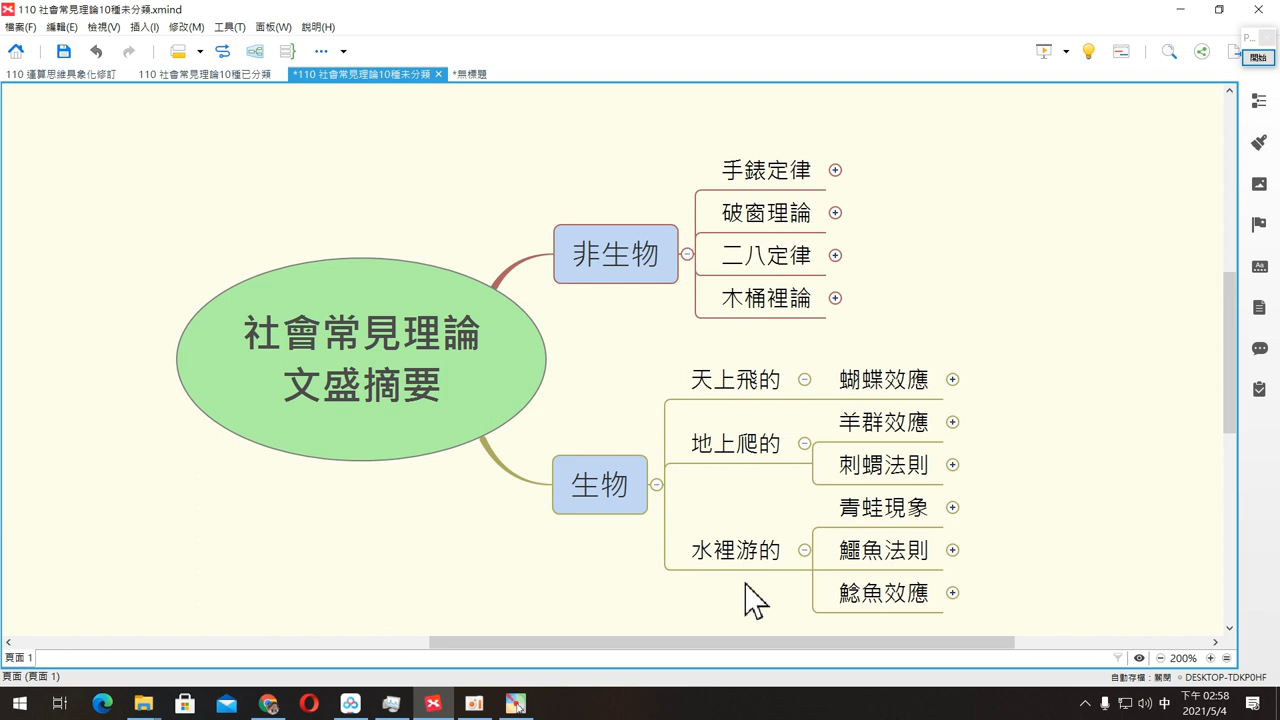 110 社會常見理論10種未分類.xmind
檔案(F) 編輯(E) 檢視(V) 插入(I) 修改(M) 工具(T) 面板(W) 說明(H)
P...
開始
110 運算思維具象化修訂 110 社會常見理論10種已分類 *110 社會常見理論10種未分類 *無標題
社會常見理論
文盛摘要
非生物
手錶定律
破窗理論
二八定律
木桶裡論
生物
天上飛的
蝴蝶效應
地上爬的
羊群效應
刺蝟法則
水裡游的
青蛙現象
鱷魚法則
鯰魚效應
頁面 1
200%
頁面 (頁面 1)
自動存檔：關閉
DESKTOP-TDKP0HF
中
下午 02:58
2021/5/4